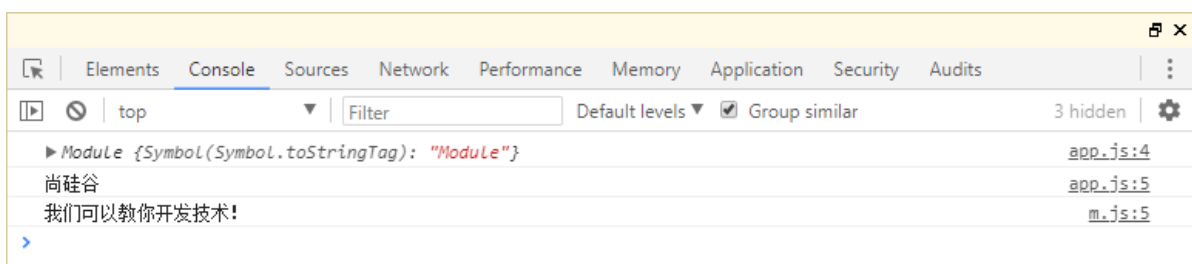 Elements Console Sources Network Performance Memory Application Security Audits
top Filter Default levels Group similar 3 hidden
Module {Symbol(Symbol.toStringTag): "Module"} app.js:4
尚硅谷 app.js:5
我们可以教你开发技术! m.js:5